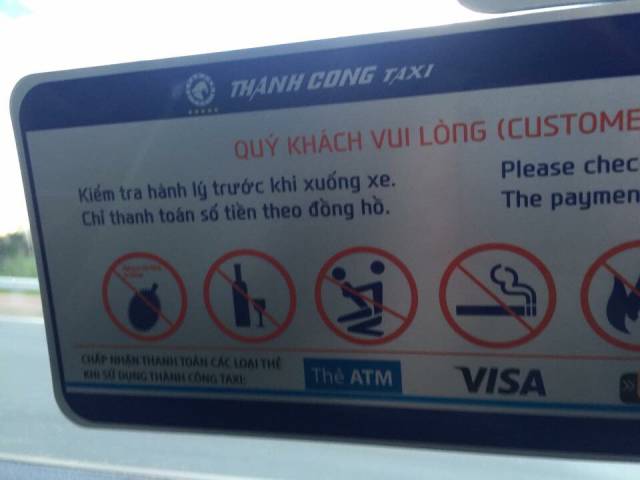 THÀNH CÔNG TAXI
QUÝ KHÁCH VUI LÒNG (CUSTOME
Kiểm tra hành lý trước khi xuống xe.
Chỉ thanh toán số tiền theo đồng hồ.
Please chec
The paymen
CHẤP NHẬN THANH TOÁN CÁC LOẠI THẺ
KHI SỬ DỤNG THÀNH CÔNG TAXI:
Thẻ ATM
VISA